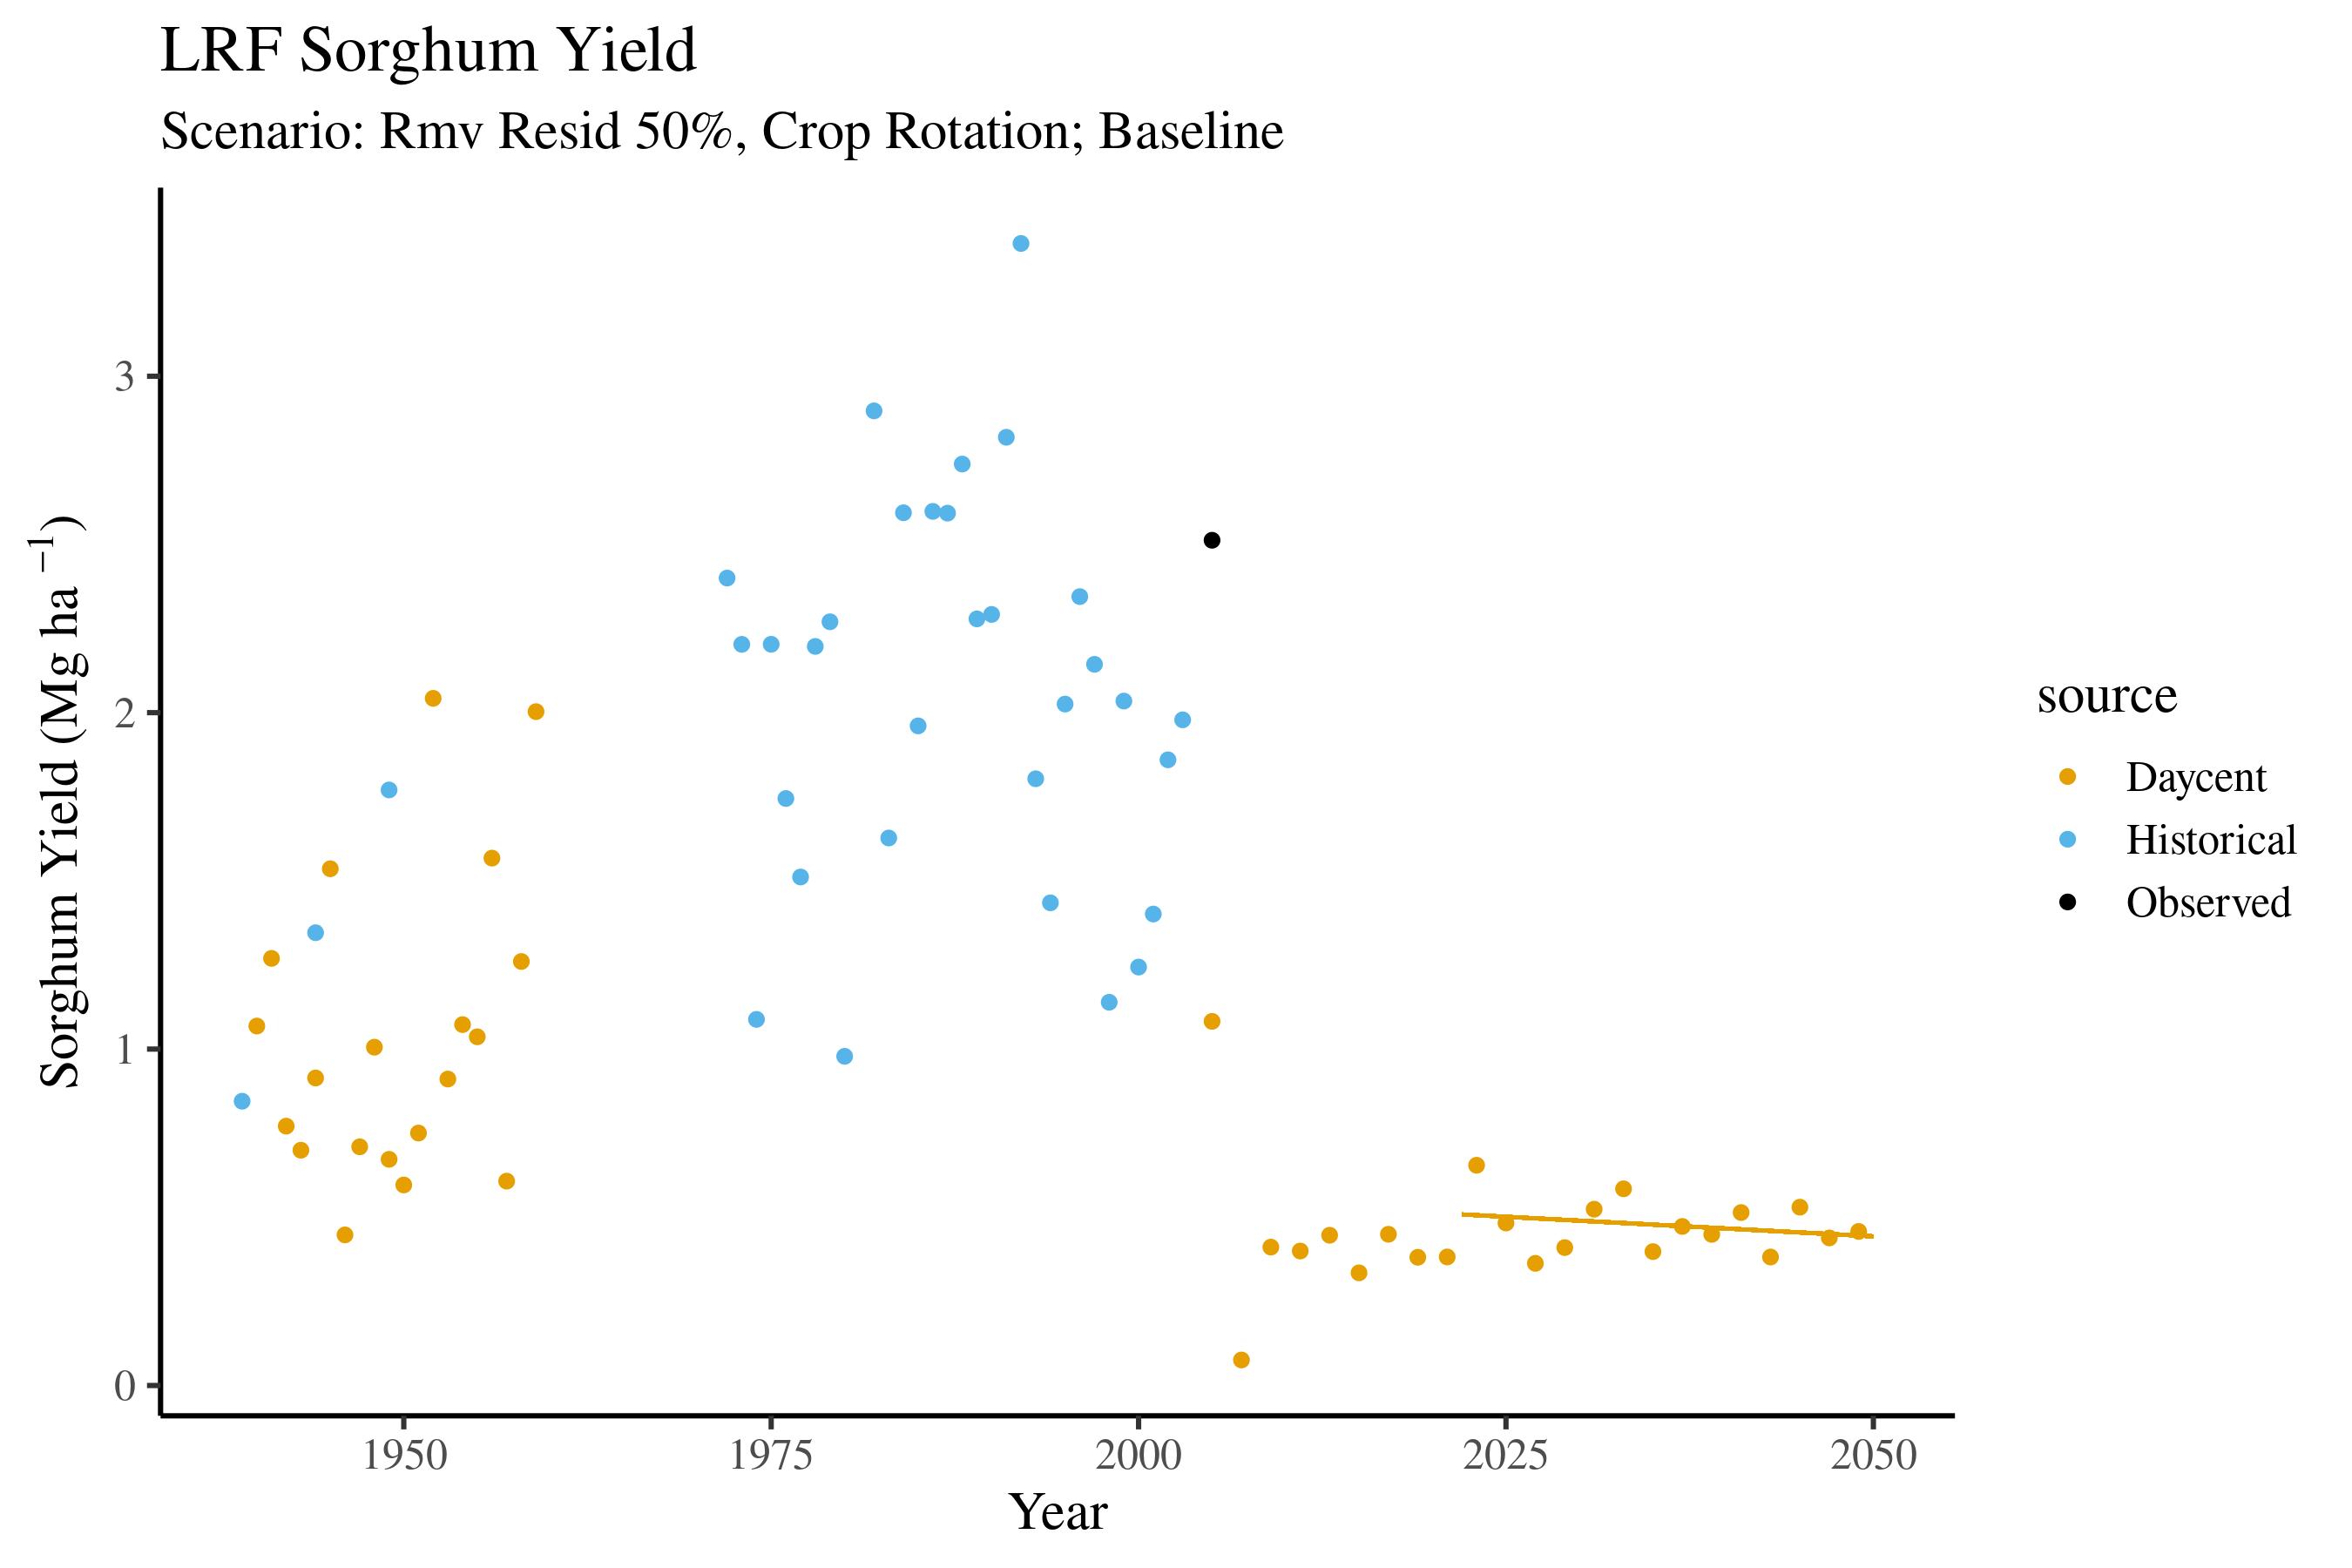 LRF Sorghum Yield
Scenario: Rmv Resid 50%, Crop Rotation; Baseline
Sorghum Yield (Mg ha⁻¹)
3
2
1
0
1950
1975
2000
2025
2050
Year
source
Daycent
Historical
Observed